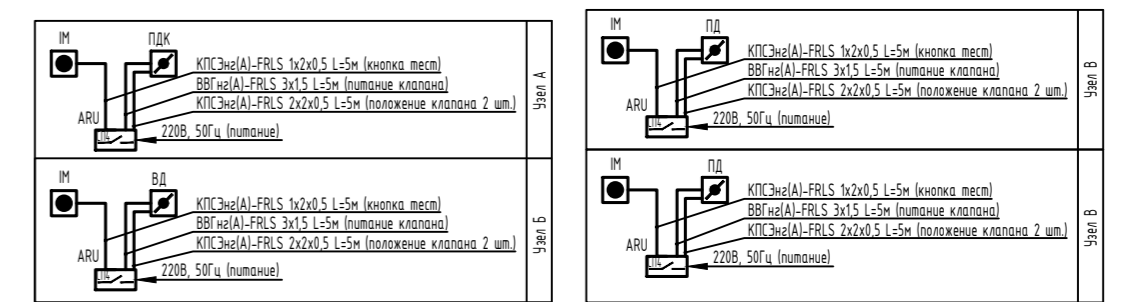 IM ПДК
КПСЭнг(А)-FRLS 1х2х0,5 L=5м (кнопка тест)
ВВГнг(А)-FRLS 3х1,5 L=5м (питание клапана)
КПСЭнг(А)-FRLS 2х2х0,5 L=5м (положение клапана 2 шт.)
ARU
220В, 50Гц (питание)
Узел А
IM ВД
КПСЭнг(А)-FRLS 1х2х0,5 L=5м (кнопка тест)
ВВГнг(А)-FRLS 3х1,5 L=5м (питание клапана)
КПСЭнг(А)-FRLS 2х2х0,5 L=5м (положение клапана 2 шт.)
ARU
220В, 50Гц (питание)
Узел Б
IM ПД
КПСЭнг(А)-FRLS 1х2х0,5 L=5м (кнопка тест)
ВВГнг(А)-FRLS 3х1,5 L=5м (питание клапана)
КПСЭнг(А)-FRLS 2х2х0,5 L=5м (положение клапана 2 шт.)
ARU
220В, 50Гц (питание)
Узел В
IM ПД
КПСЭнг(А)-FRLS 1х2х0,5 L=5м (кнопка тест)
ВВГнг(А)-FRLS 3х1,5 L=5м (питание клапана)
КПСЭнг(А)-FRLS 2х2х0,5 L=5м (положение клапана 2 шт.)
ARU
220В, 50Гц (питание)
Узел В